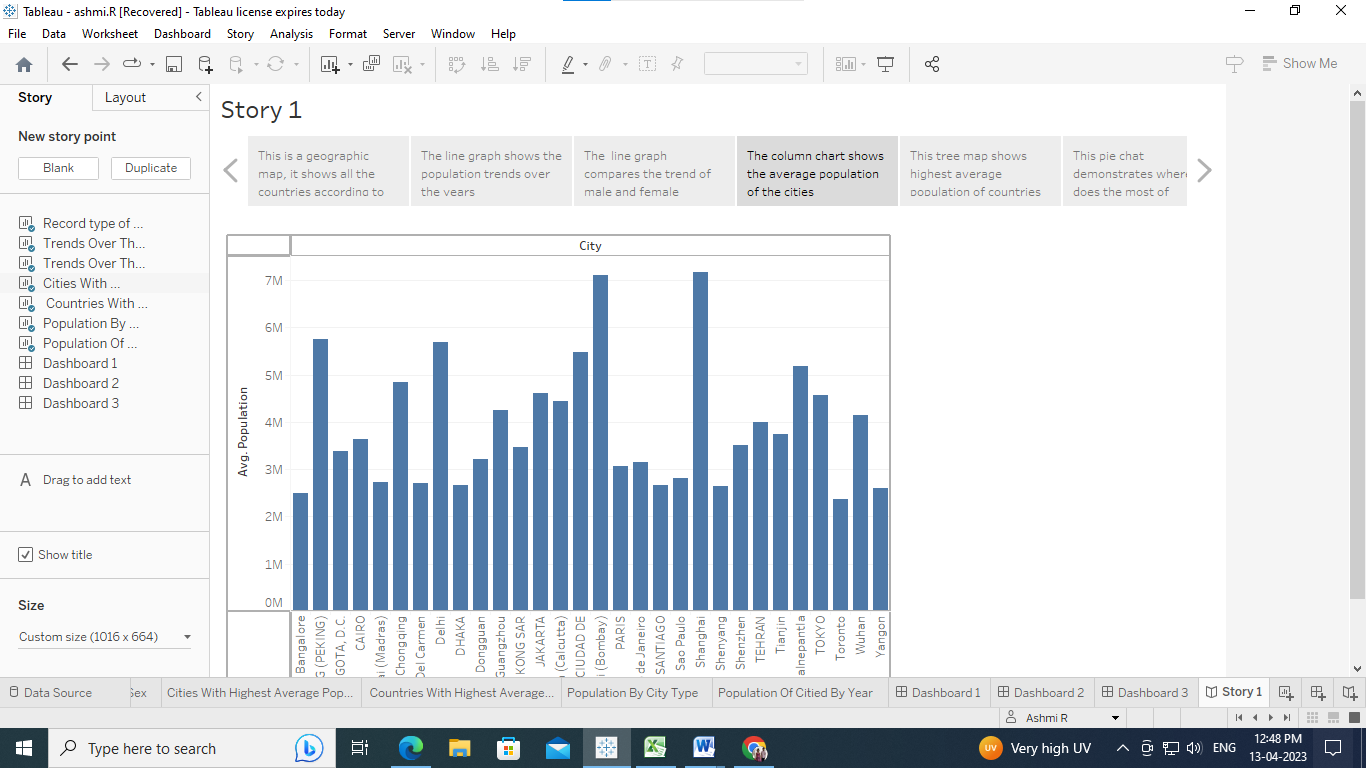 Tableau - ashmi.R [Recovered] - Tableau license expires today
File Data Worksheet Dashboard Story Analysis Format Server Window Help
Show Me
Story Layout
New story point
Blank Duplicate
Record type of ...
Trends Over Th...
Trends Over Th...
Cities With ...
Countries With ...
Population By ...
Population Of ...
Dashboard 1
Dashboard 2
Dashboard 3
A Drag to add text
Show title
Size
Custom size (1016 x 664)
Story 1
This is a geographic
map, it shows all the
countries according to
The line graph shows the
population trends over
the years
The line graph
compares the trend of
male and female
The column chart shows
the average population
of the cities
This tree map shows
highest average
population of countries
This pie chat
demonstrates where
does the most of
City
Avg. Population
7M
6M
5M
4M
3M
2M
1M
0M
Bangalore
G (PEKING)
GOTA, D.C.
CAIRO
ai (Madras)
Chongqing
Del Carmen
Delhi
DHAKA
Dongguan
Guangzhou
KONG SAR
JAKARTA
a (Calcutta)
CIUDAD DE
i (Bombay)
PARIS
de Janeiro
SANTIAGO
Sao Paulo
Shanghai
Shenyang
Shenzhen
TEHRAN
Tianjin
alnepantla
TOKYO
Toronto
Wuhan
Yangon
Data Source Sex Cities With Highest Average Pop... Countries With Highest Average... Population By City Type Population Of Citied By Year Dashboard 1 Dashboard 2 Dashboard 3 Story 1
Ashmi R
Type here to search
UV Very high UV ENG 12:48 PM
13-04-2023